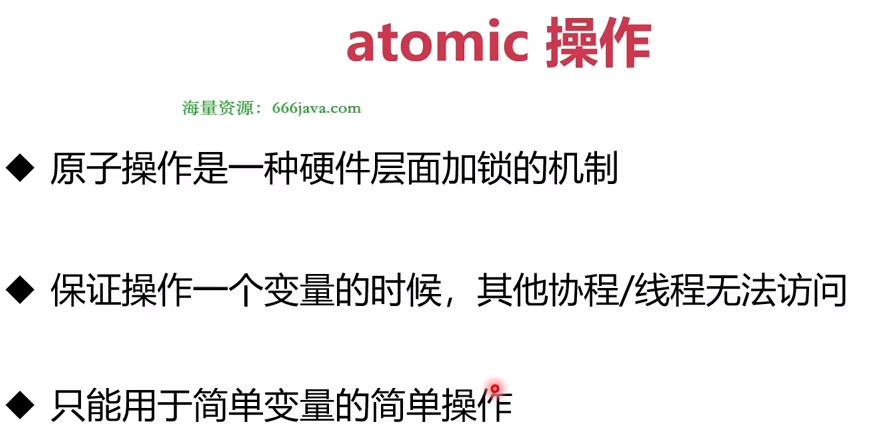 atomic 操作
海量资源：666java.com
◆ 原子操作是一种硬件层面加锁的机制
◆ 保证操作一个变量的时候，其他协程/线程无法访问
◆ 只能用于简单变量的简单操作